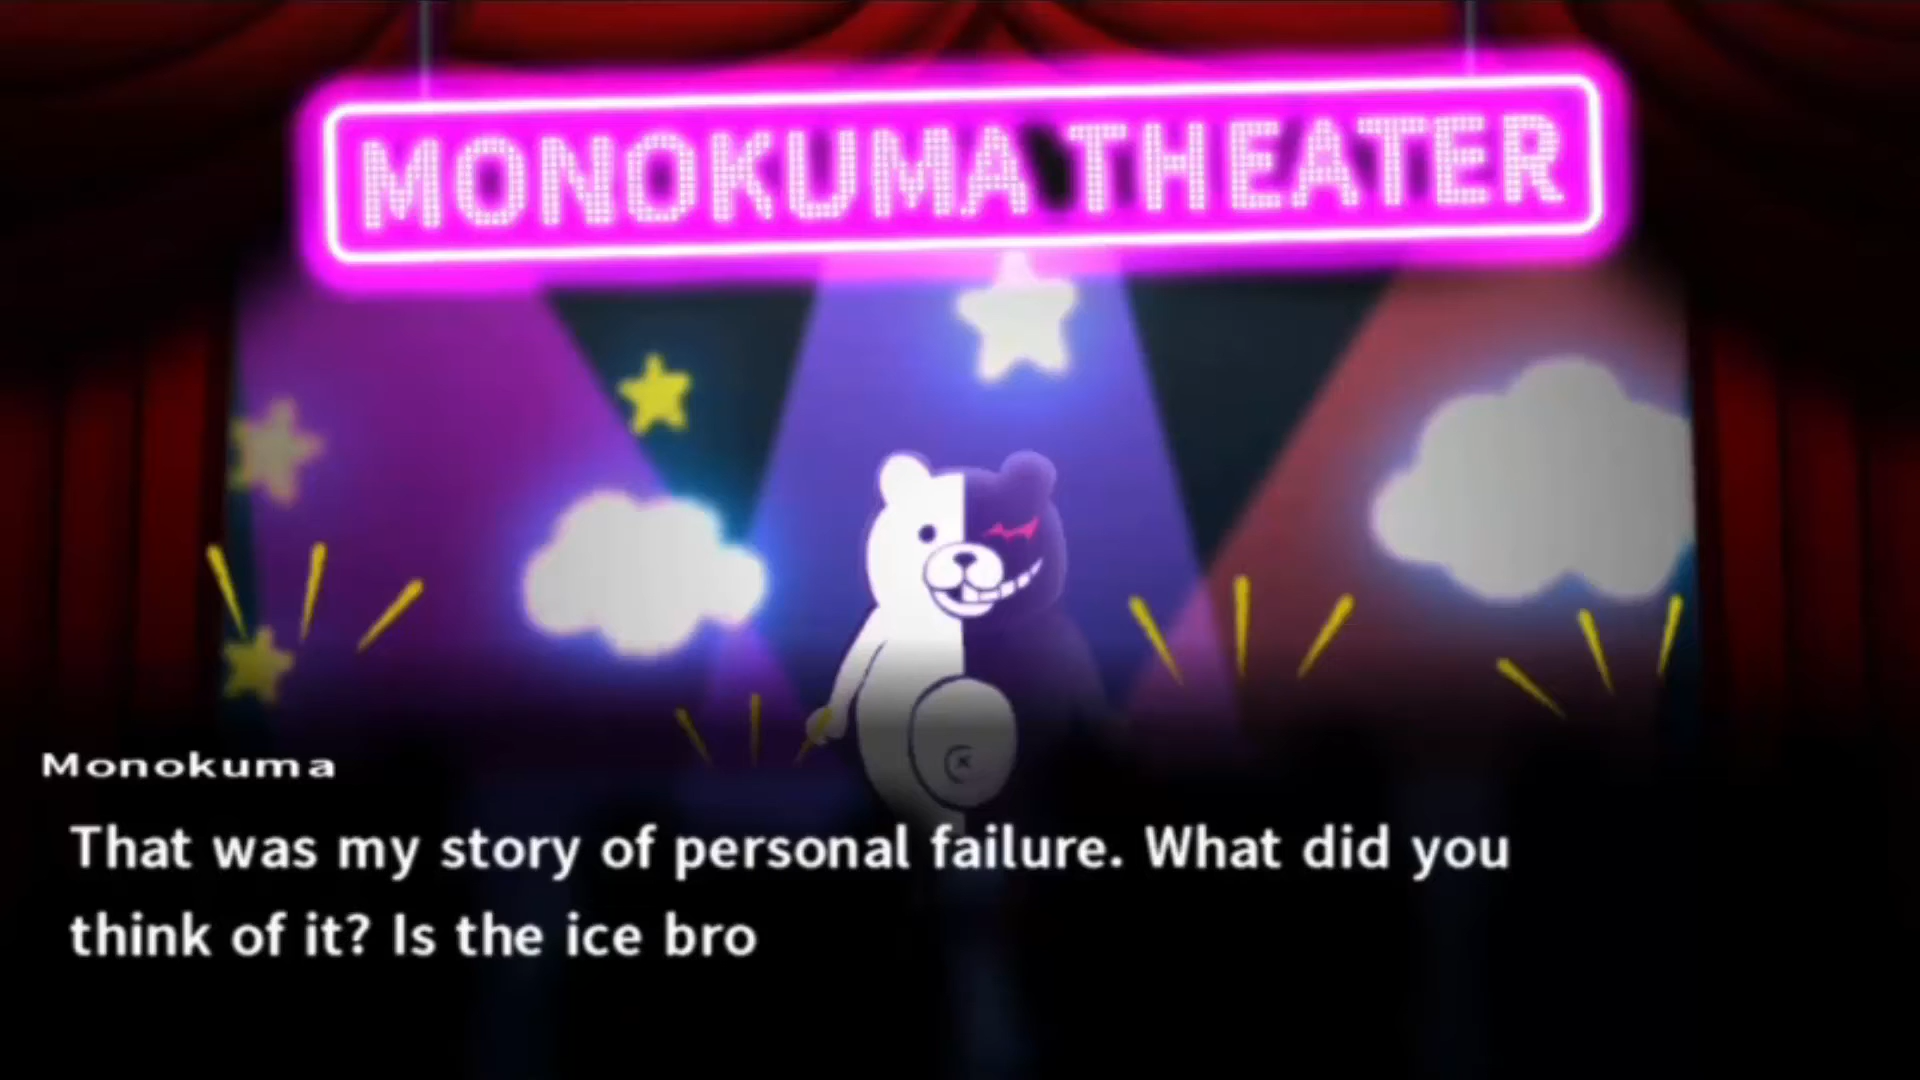 MONOKUMA THEATER
Monokuma
That was my story of personal failure. What did you
think of it? Is the ice bro